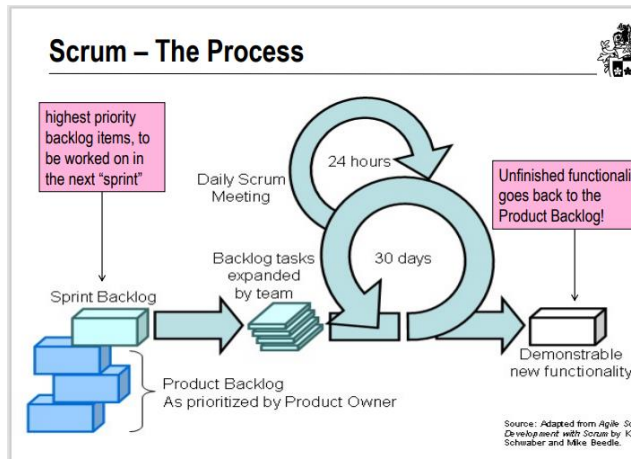 Scrum – The Process
highest priority
backlog items, to
be worked on in
the next “sprint”
24 hours
Daily Scrum
Meeting
Unfinished functionali
goes back to the
Product Backlog!
Backlog tasks
expanded
by team
30 days
Sprint Backlog
Demonstrable
new functionality
Product Backlog
As prioritized by Product Owner
Source: Adapted from Agile So
Development with Scrum by K
Schwaber and Mike Beedle.